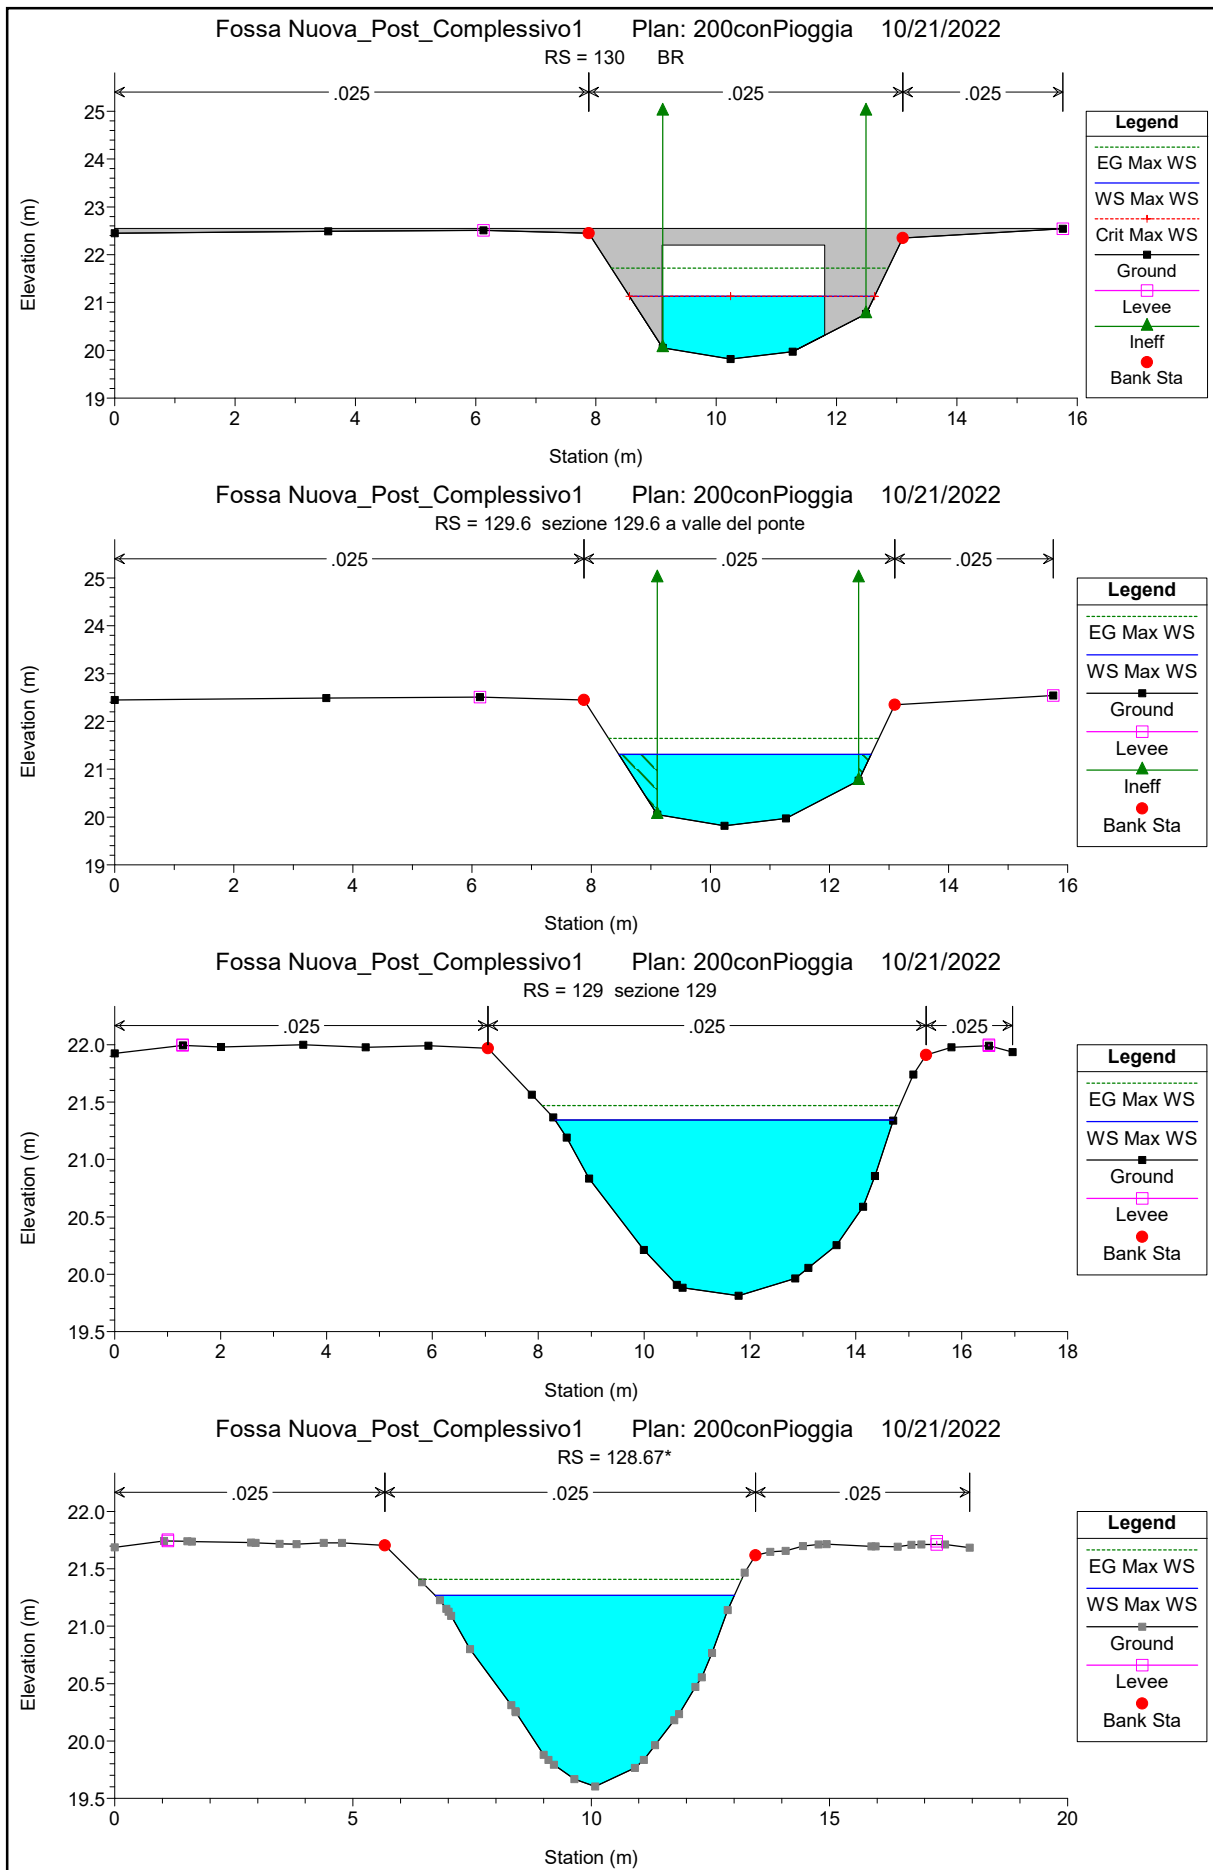 Fossa Nuova_Post_Complessivo1 Plan: 200conPioggia 10/21/2022
RS = 130 BR
.025 .025 .025
25
24
23
22
21
20
19
Elevation (m)
0 2 4 6 8 10 12 14 16
Station (m)
Legend
EG Max WS
WS Max WS
Crit Max WS
Ground
Levee
Ineff
Bank Sta
Fossa Nuova_Post_Complessivo1 Plan: 200conPioggia 10/21/2022
RS = 129.6 sezione 129.6 a valle del ponte
.025 .025 .025
25
24
23
22
21
20
19
Elevation (m)
0 2 4 6 8 10 12 14 16
Station (m)
Legend
EG Max WS
WS Max WS
Ground
Levee
Ineff
Bank Sta
Fossa Nuova_Post_Complessivo1 Plan: 200conPioggia 10/21/2022
RS = 129 sezione 129
.025 .025 .025
22.0
21.5
21.0
20.5
20.0
19.5
Elevation (m)
0 2 4 6 8 10 12 14 16 18
Station (m)
Legend
EG Max WS
WS Max WS
Ground
Levee
Bank Sta
Fossa Nuova_Post_Complessivo1 Plan: 200conPioggia 10/21/2022
RS = 128.67*
.025 .025 .025
22.0
21.5
21.0
20.5
20.0
19.5
Elevation (m)
0 5 10 15 20
Station (m)
Legend
EG Max WS
WS Max WS
Ground
Levee
Bank Sta